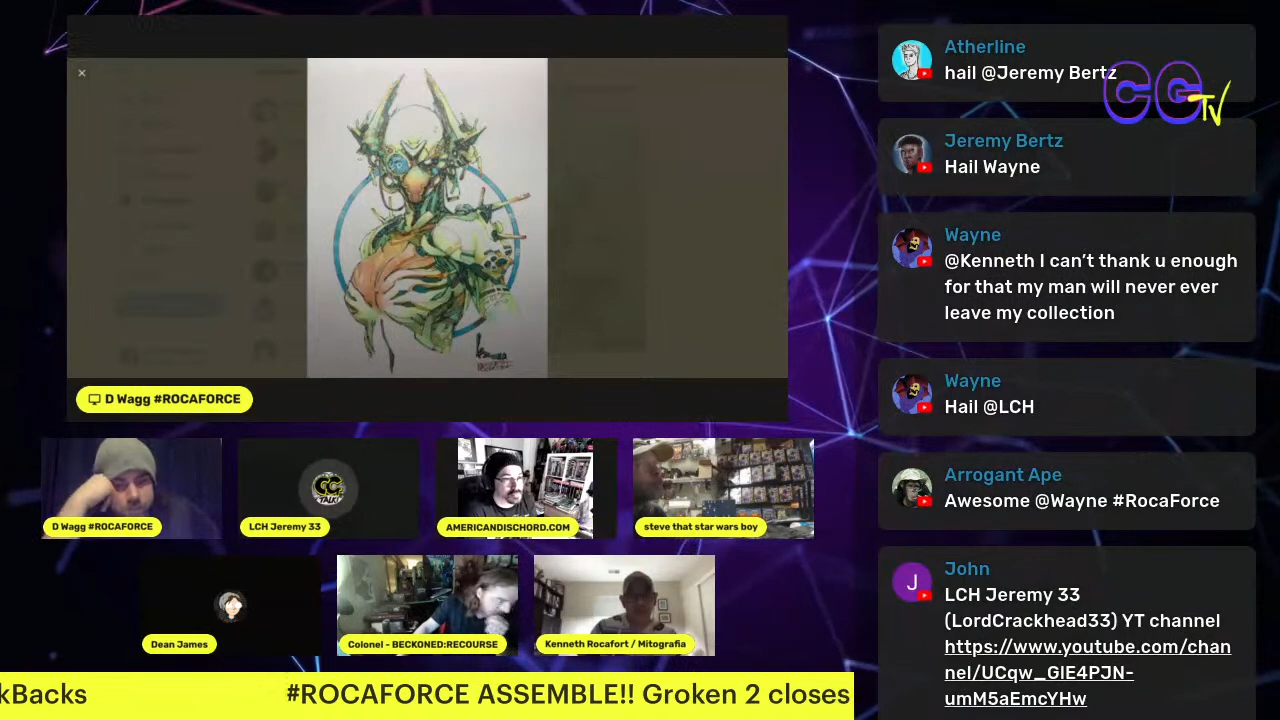 D Wagg #ROCAFORCE
D Wagg #ROCAFORCE
LCH Jeremy 33
AMERICANDISCHORD.COM
steve that star wars boy
Dean James
Colonel - BECKONED:RECOURSE
Kenneth Rocafort / Mitografia
kBacks
#ROCAFORCE ASSEMBLE!! Groken 2 closes
Atherline
hail @Jeremy Bertz
CG TV
Jeremy Bertz
Hail Wayne
Wayne
@Kenneth I can’t thank u enough
for that my man will never ever
leave my collection
Wayne
Hail @LCH
Arrogant Ape
Awesome @Wayne #RocaForce
J
John
LCH Jeremy 33
(LordCrackhead33) YT channel
https://www.youtube.com/chan
nel/UCqw_GlE4PJN-
umM5aEmcYHw